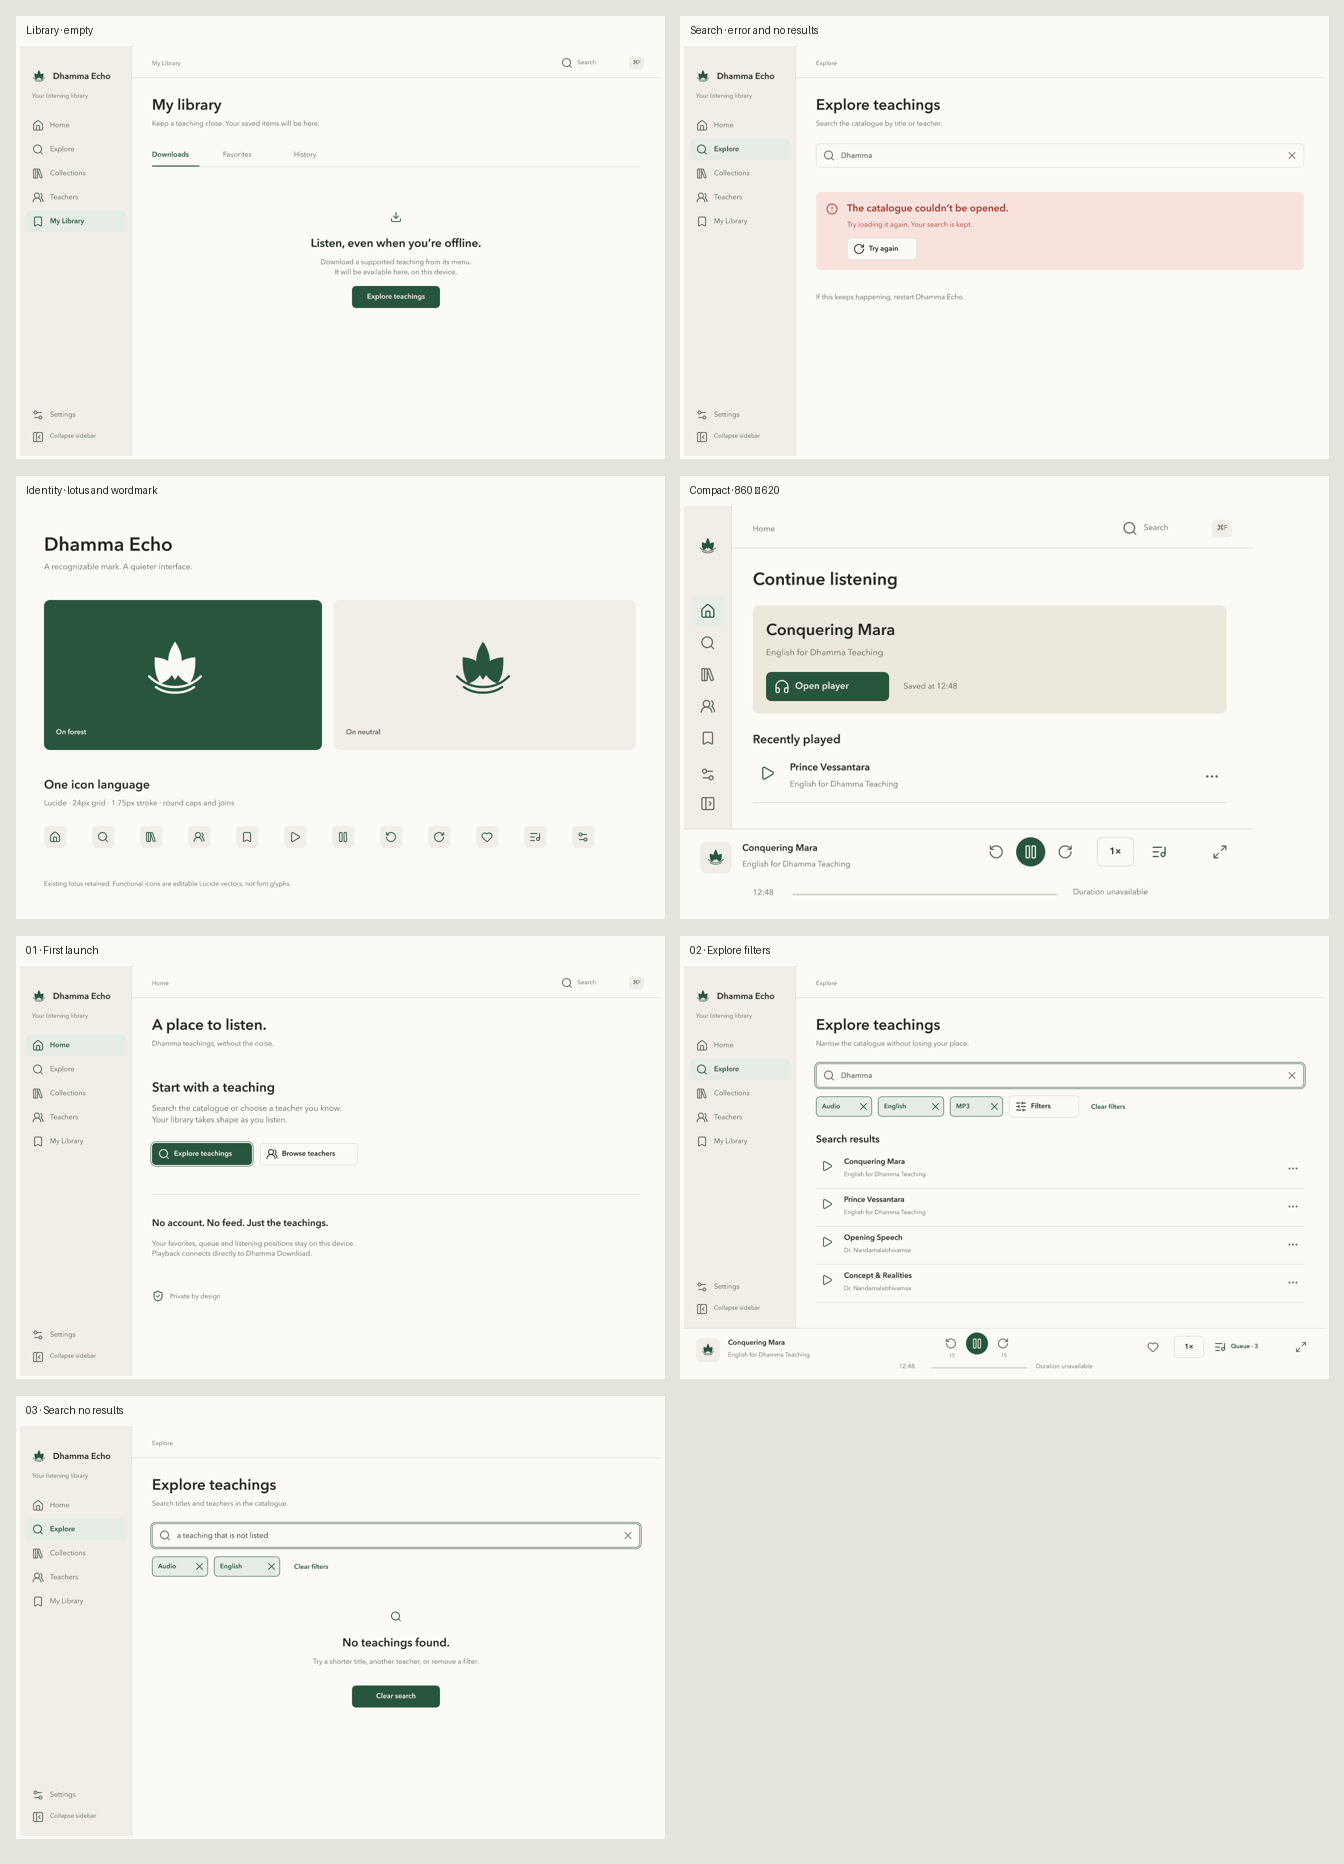 Library · empty
Dhamma Echo
Your listening library
Home
Explore
Collections
Teachers
My Library
Settings
Collapse sidebar
My Library
Search
⌘F
My library
Keep a teaching close. Your saved items will be here.
Downloads
Favorites
History
Listen, even when you’re offline.
Download a supported teaching from its menu.
It will be available here, on this device.
Explore teachings
Search · error and no results
Dhamma Echo
Your listening library
Home
Explore
Collections
Teachers
My Library
Settings
Collapse sidebar
Explore
Explore teachings
Search the catalogue by title or teacher.
Dhamma
The catalogue couldn’t be opened.
Try loading it again. Your search is kept.
Try again
If this keeps happening, restart Dhamma Echo.
Identity · lotus and wordmark
Dhamma Echo
A recognizable mark. A quieter interface.
On forest
On neutral
One icon language
Lucide · 24px grid · 1.75px stroke · round caps and joins
Existing lotus retained. Functional icons are editable Lucide vectors, not font glyphs.
Compact · 860 620
Home
Search
⌘F
Continue listening
Conquering Mara
English for Dhamma Teaching
Open player
Saved at 12:48
Recently played
Prince Vessantara
English for Dhamma Teaching
Conquering Mara
English for Dhamma Teaching
1×
12:48
Duration unavailable
01 · First launch
Dhamma Echo
Your listening library
Home
Explore
Collections
Teachers
My Library
Settings
Collapse sidebar
Home
Search
⌘F
A place to listen.
Dhamma teachings, without the noise.
Start with a teaching
Search the catalogue or choose a teacher you know.
Your library takes shape as you listen.
Explore teachings
Browse teachers
No account. No feed. Just the teachings.
Your favorites, queue and listening positions stay on this device.
Playback connects directly to Dhamma Download.
Private by design
02 · Explore filters
Dhamma Echo
Your listening library
Home
Explore
Collections
Teachers
My Library
Settings
Collapse sidebar
Explore
Explore teachings
Narrow the catalogue without losing your place.
Dhamma
Audio
English
MP3
Filters
Clear filters
Search results
Conquering Mara
English for Dhamma Teaching
Prince Vessantara
English for Dhamma Teaching
Opening Speech
Dr. Nandamalabhivamsa
Concept & Realities
Dr. Nandamalabhivamsa
Conquering Mara
English for Dhamma Teaching
15
15
1×
Queue · 3
12:48
Duration unavailable
03 · Search no results
Dhamma Echo
Your listening library
Home
Explore
Collections
Teachers
My Library
Settings
Collapse sidebar
Explore
Explore teachings
Search titles and teachers in the catalogue.
a teaching that is not listed
Audio
English
Clear filters
No teachings found.
Try a shorter title, another teacher, or remove a filter.
Clear search